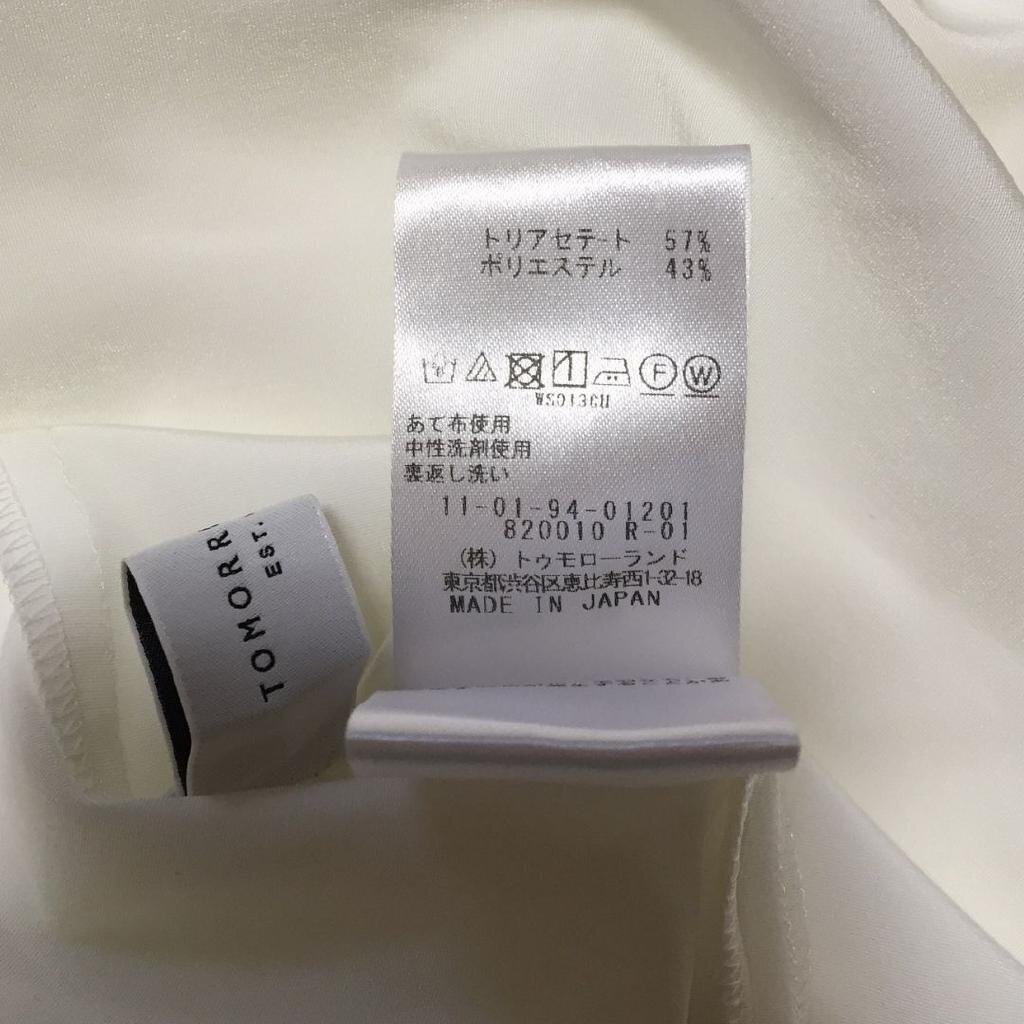 トリアセテート 57%
ポリエステル 43%
F W
あて布使用
中性洗剤使用
裏返し洗い
11-01-94-01201
820010 R-01
(株) トゥモローランド
東京都渋谷区恵比寿西1-32-18
MADE IN JAPAN
TOMORR
EST.